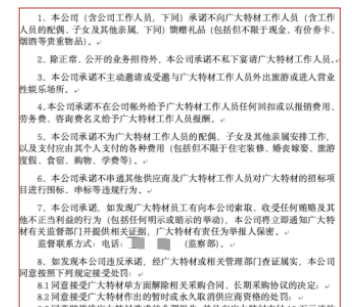 1、本公司（含公司工作人员，下同）承诺不向广大特材工作人员（含工作
人员的配偶、子女及其他亲属，下同）馈赠礼品（包括但不限于现金、有价券卡、
烟酒等贵重物品）。
2、除正常、公开的业务招待外，本公司承诺不私下宴请广大特材工作人员。
3、本公司承诺不主动邀请或受邀与广大特材工作人员外出旅游或进入营业
性娱乐场所。
4、本公司承诺不在公司帐外给予广大特材工作人员任何回扣或以报销费用、
劳务费、咨询费名义给予广大特材工作人员报酬。
5、本公司承诺不为广大特材工作人员的配偶、子女及其他亲属安排工作，
以及支付应由其个人支付的各种费用（包括但不限于住宅装修、婚丧嫁娶、旅游
度假、食宿、购物、学费等）。
6、本公司承诺不串通其他供应商及广大特材工作人员对广大特材的招标项
目进行围标、串标等违规行为。
7、本公司承诺，如发现广大特材员工有向本公司索取、收受任何贿赂及其
他不正当利益的行为（包括任何明示或暗示的举动），本公司将立即通知广大特
材有关监督部门并提供相关证据，广大特材有责任为举报人保密。
监督联系方式：电话： （监察部）。
8、如发现本公司违反承诺，经广大特材或相关管理部门查证属实，本公司
同意按照下列规定接受处罚：
8.1 同意接受广大特材单方面解除相关采购合同、长期采购协议的决定；
8.2 同意接受广大特材作出的暂时或永久取消供应商资格的处罚；